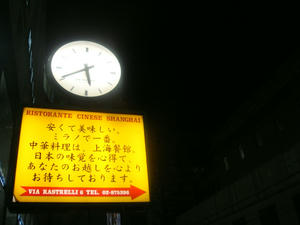 RISTORANTE CINESE SHANGHAI
安くて美味しい。
ミラノで一番。
中華料理は、上海餐館。
日本の味覚を心得て、
あなたのお越しを心より
お待ちしております。
VIA RASTRELLI 6 TEL. 02-875396